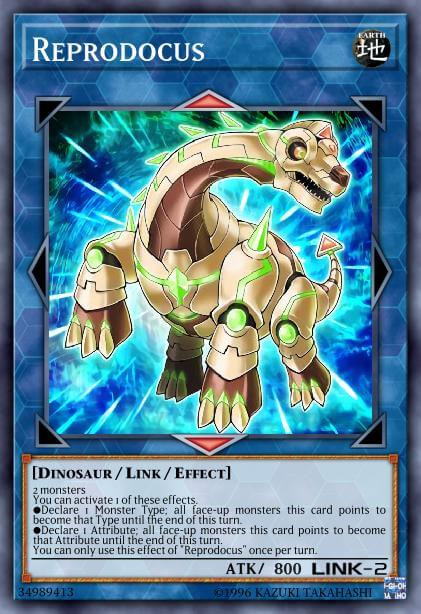 REPRODOCUS
EARTH
地
[DINOSAUR / LINK / EFFECT]
2 monsters
You can activate 1 of these effects.
●Declare 1 Monster Type; all face-up monsters this card points to
become that Type until the end of this turn.
●Declare 1 Attribute; all face-up monsters this card points to become
that Attribute until the end of this turn.
You can only use this effect of "Reprodocus" once per turn.
ATK/ 800 LINK-2
34989413
©1996 KAZUKI TAKAHASHI